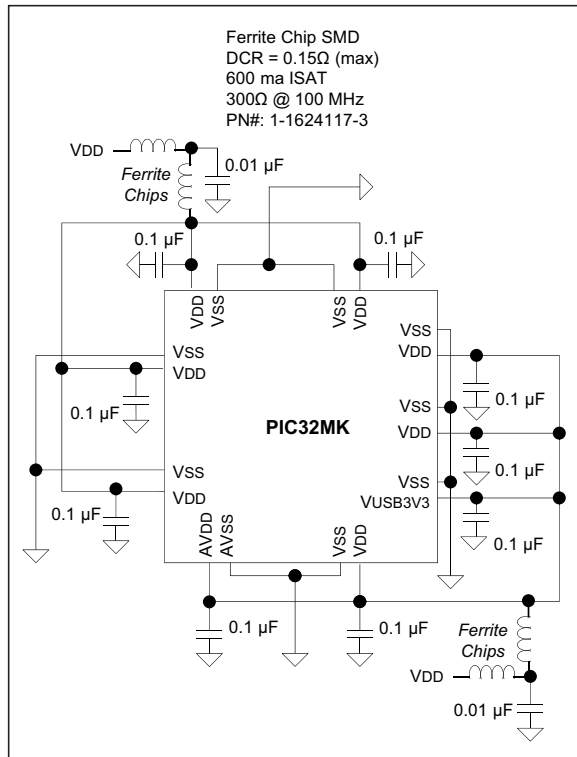 Ferrite Chip SMD
DCR = 0.15Ω (max)
600 ma ISAT
300Ω @ 100 MHz
PN#: 1-1624117-3
VDD
0.01 µF
Ferrite
Chips
0.1 µF
0.1 µF
VDD
VSS
VSS
VDD
VSS
VDD
0.1 µF
VSS
VDD
0.1 µF
PIC32MK
VSS
VDD
0.1 µF
VSS
VDD
0.1 µF
VSS
VUSB3V3
0.1 µF
AVDD
AVSS
VSS
VDD
0.1 µF
0.1 µF
Ferrite
Chips
VDD
0.01 µF